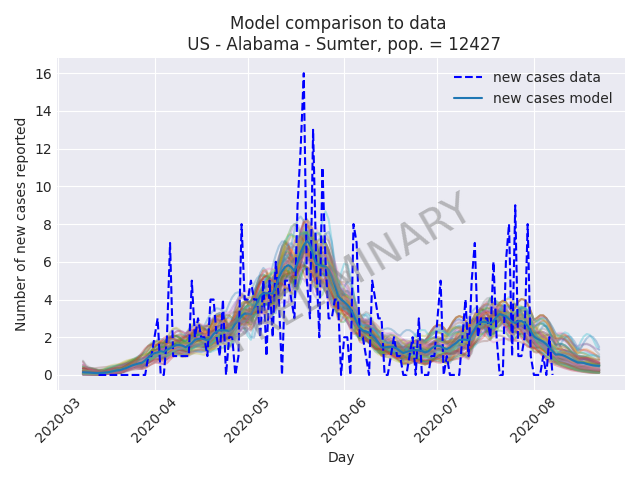 Model comparison to data
US - Alabama - Sumter, pop. = 12427
16
14
12
10
8
6
4
2
0
Number of new cases reported
new cases data
new cases model
PRELIMINARY
2020-03
2020-04
2020-05
2020-06
2020-07
2020-08
Day